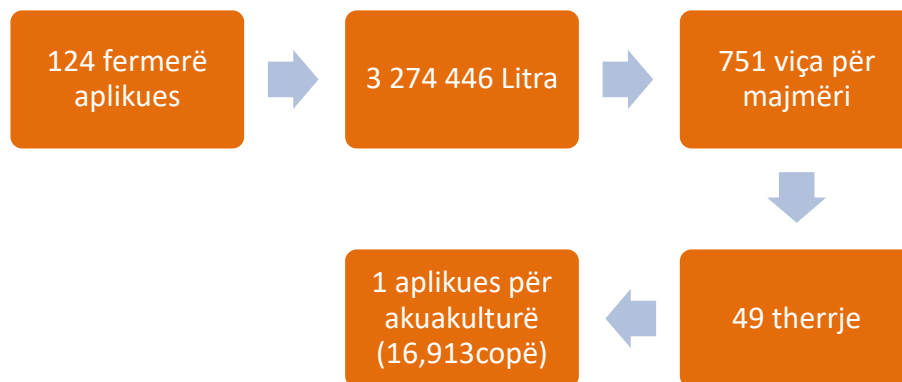 124 fermerë
aplikues
3 274 446 Litra
751 viça për
majmëri
49 therrje
1 aplikues për
akuakulturë
(16,913copë)